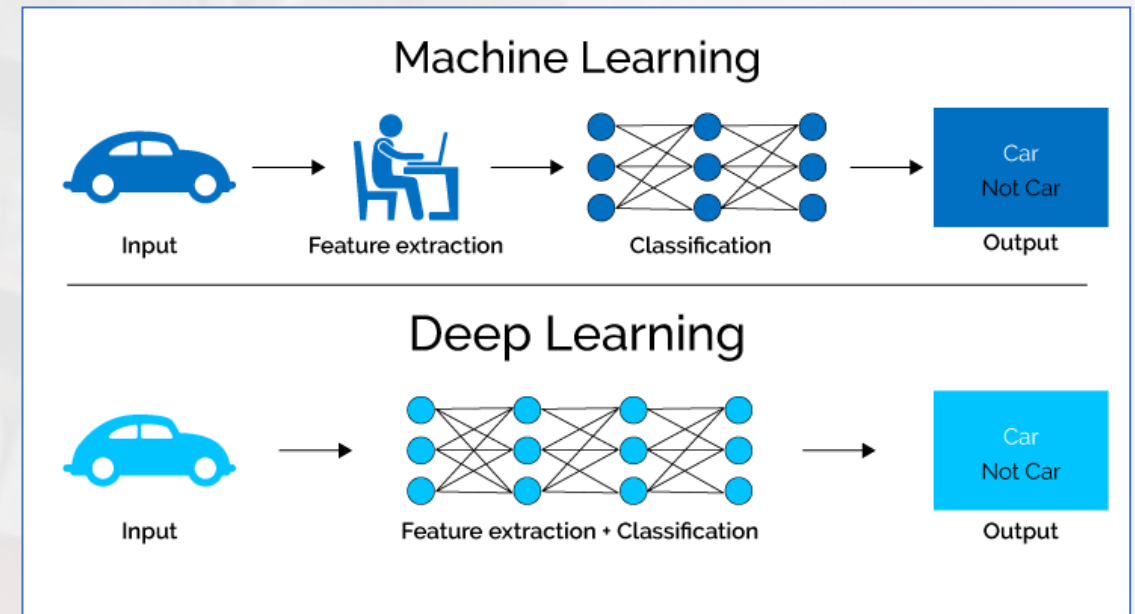 Machine Learning
Input
Feature extraction
Classification
Car
Not Car
Output
Deep Learning
Input
Feature extraction + Classification
Car
Not Car
Output